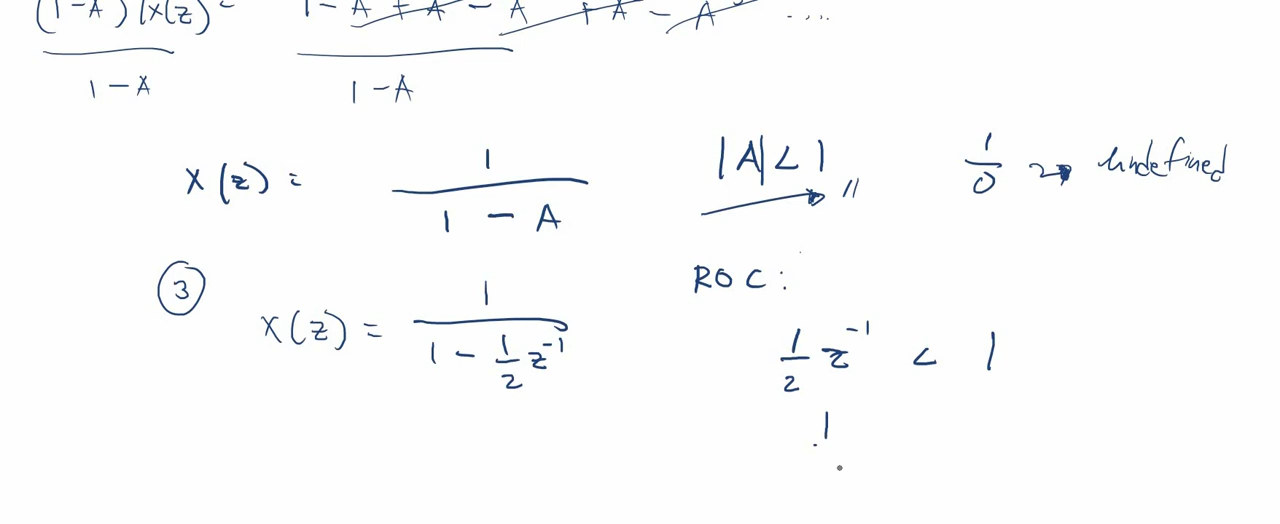 (1-A)(X(z) = 1 - A + A - A + A - A ....
1 - A 1 - A
X(z) = 1 / (1 - A) |A| < 1 1/0 → undefined
3 ROC :
X(z) = 1 / (1 - 1/2 z^-1)
1/2 z^-1 < 1
1